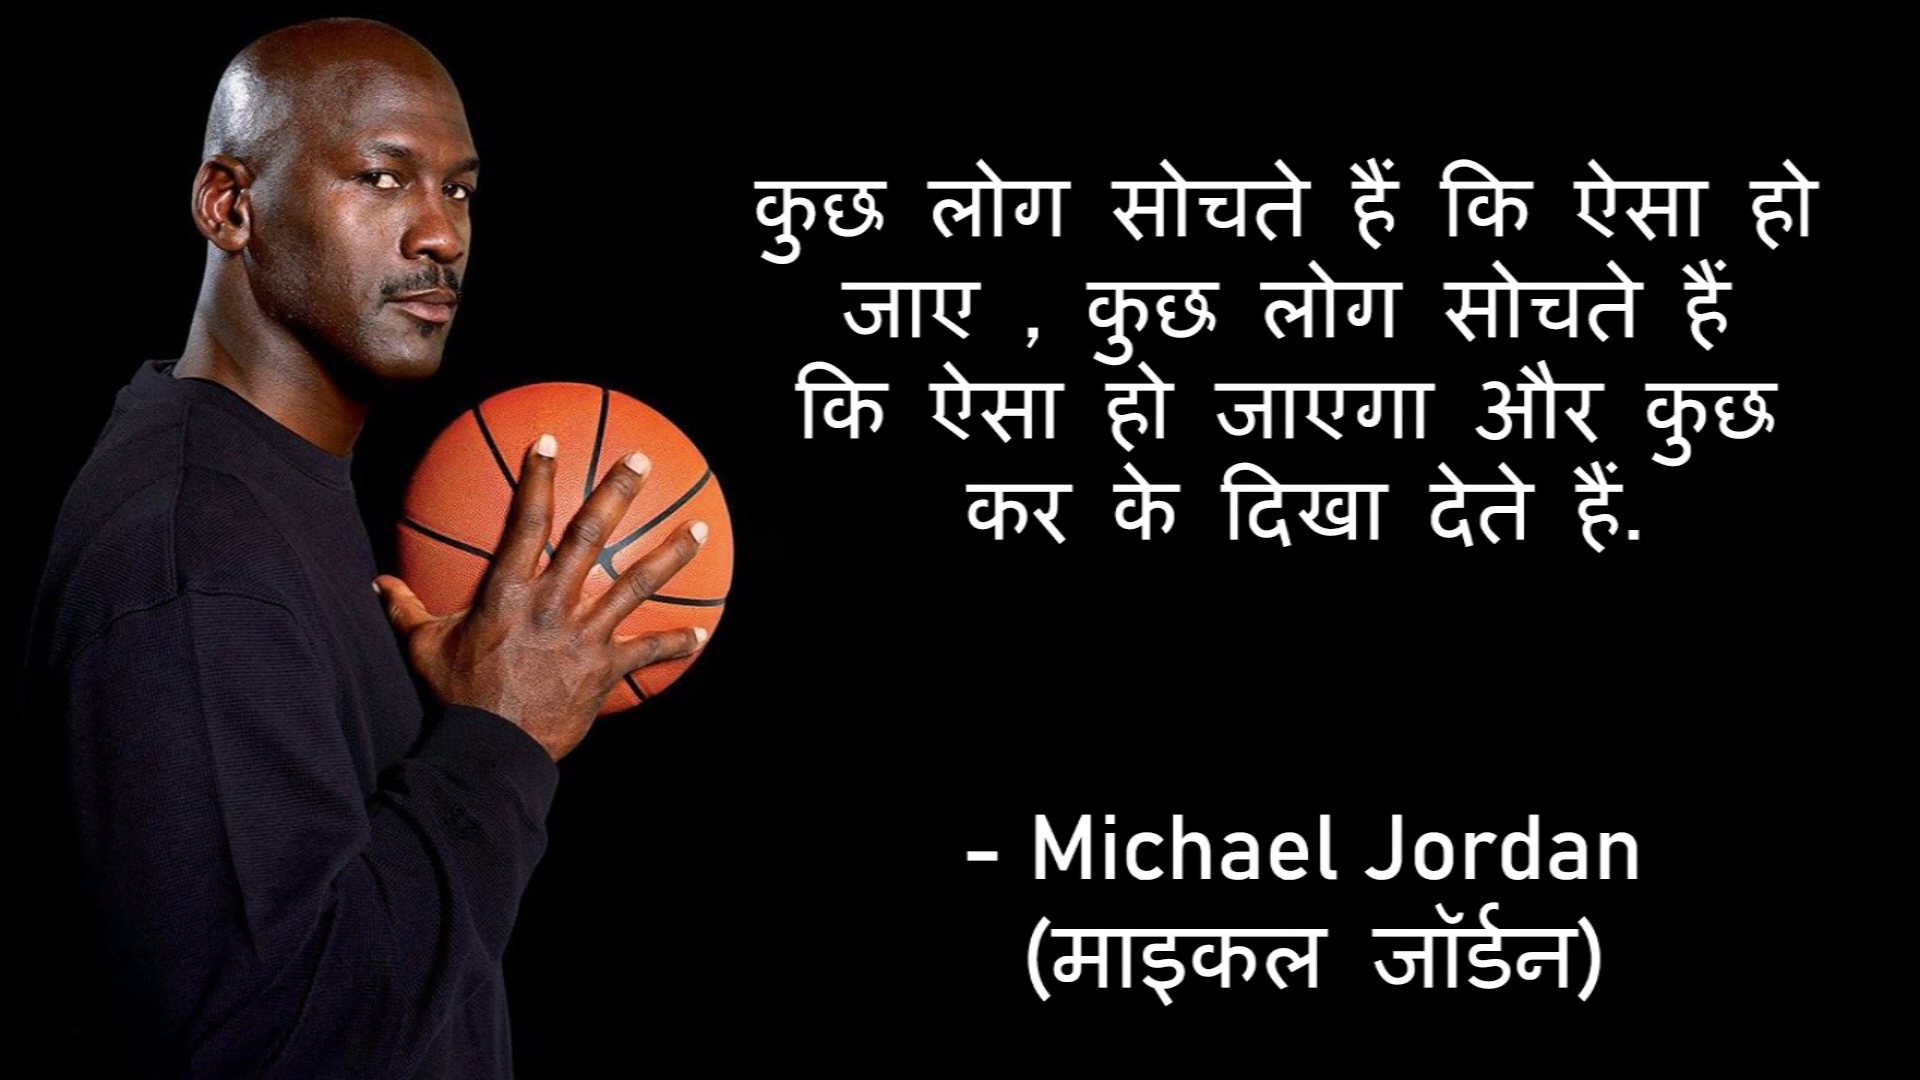 कुछ लोग सोचते हैं कि ऐसा हो
जाए , कुछ लोग सोचते हैं
कि ऐसा हो जाएगा और कुछ
कर के दिखा देते हैं.
- Michael Jordan
(माइकल जॉर्डन)